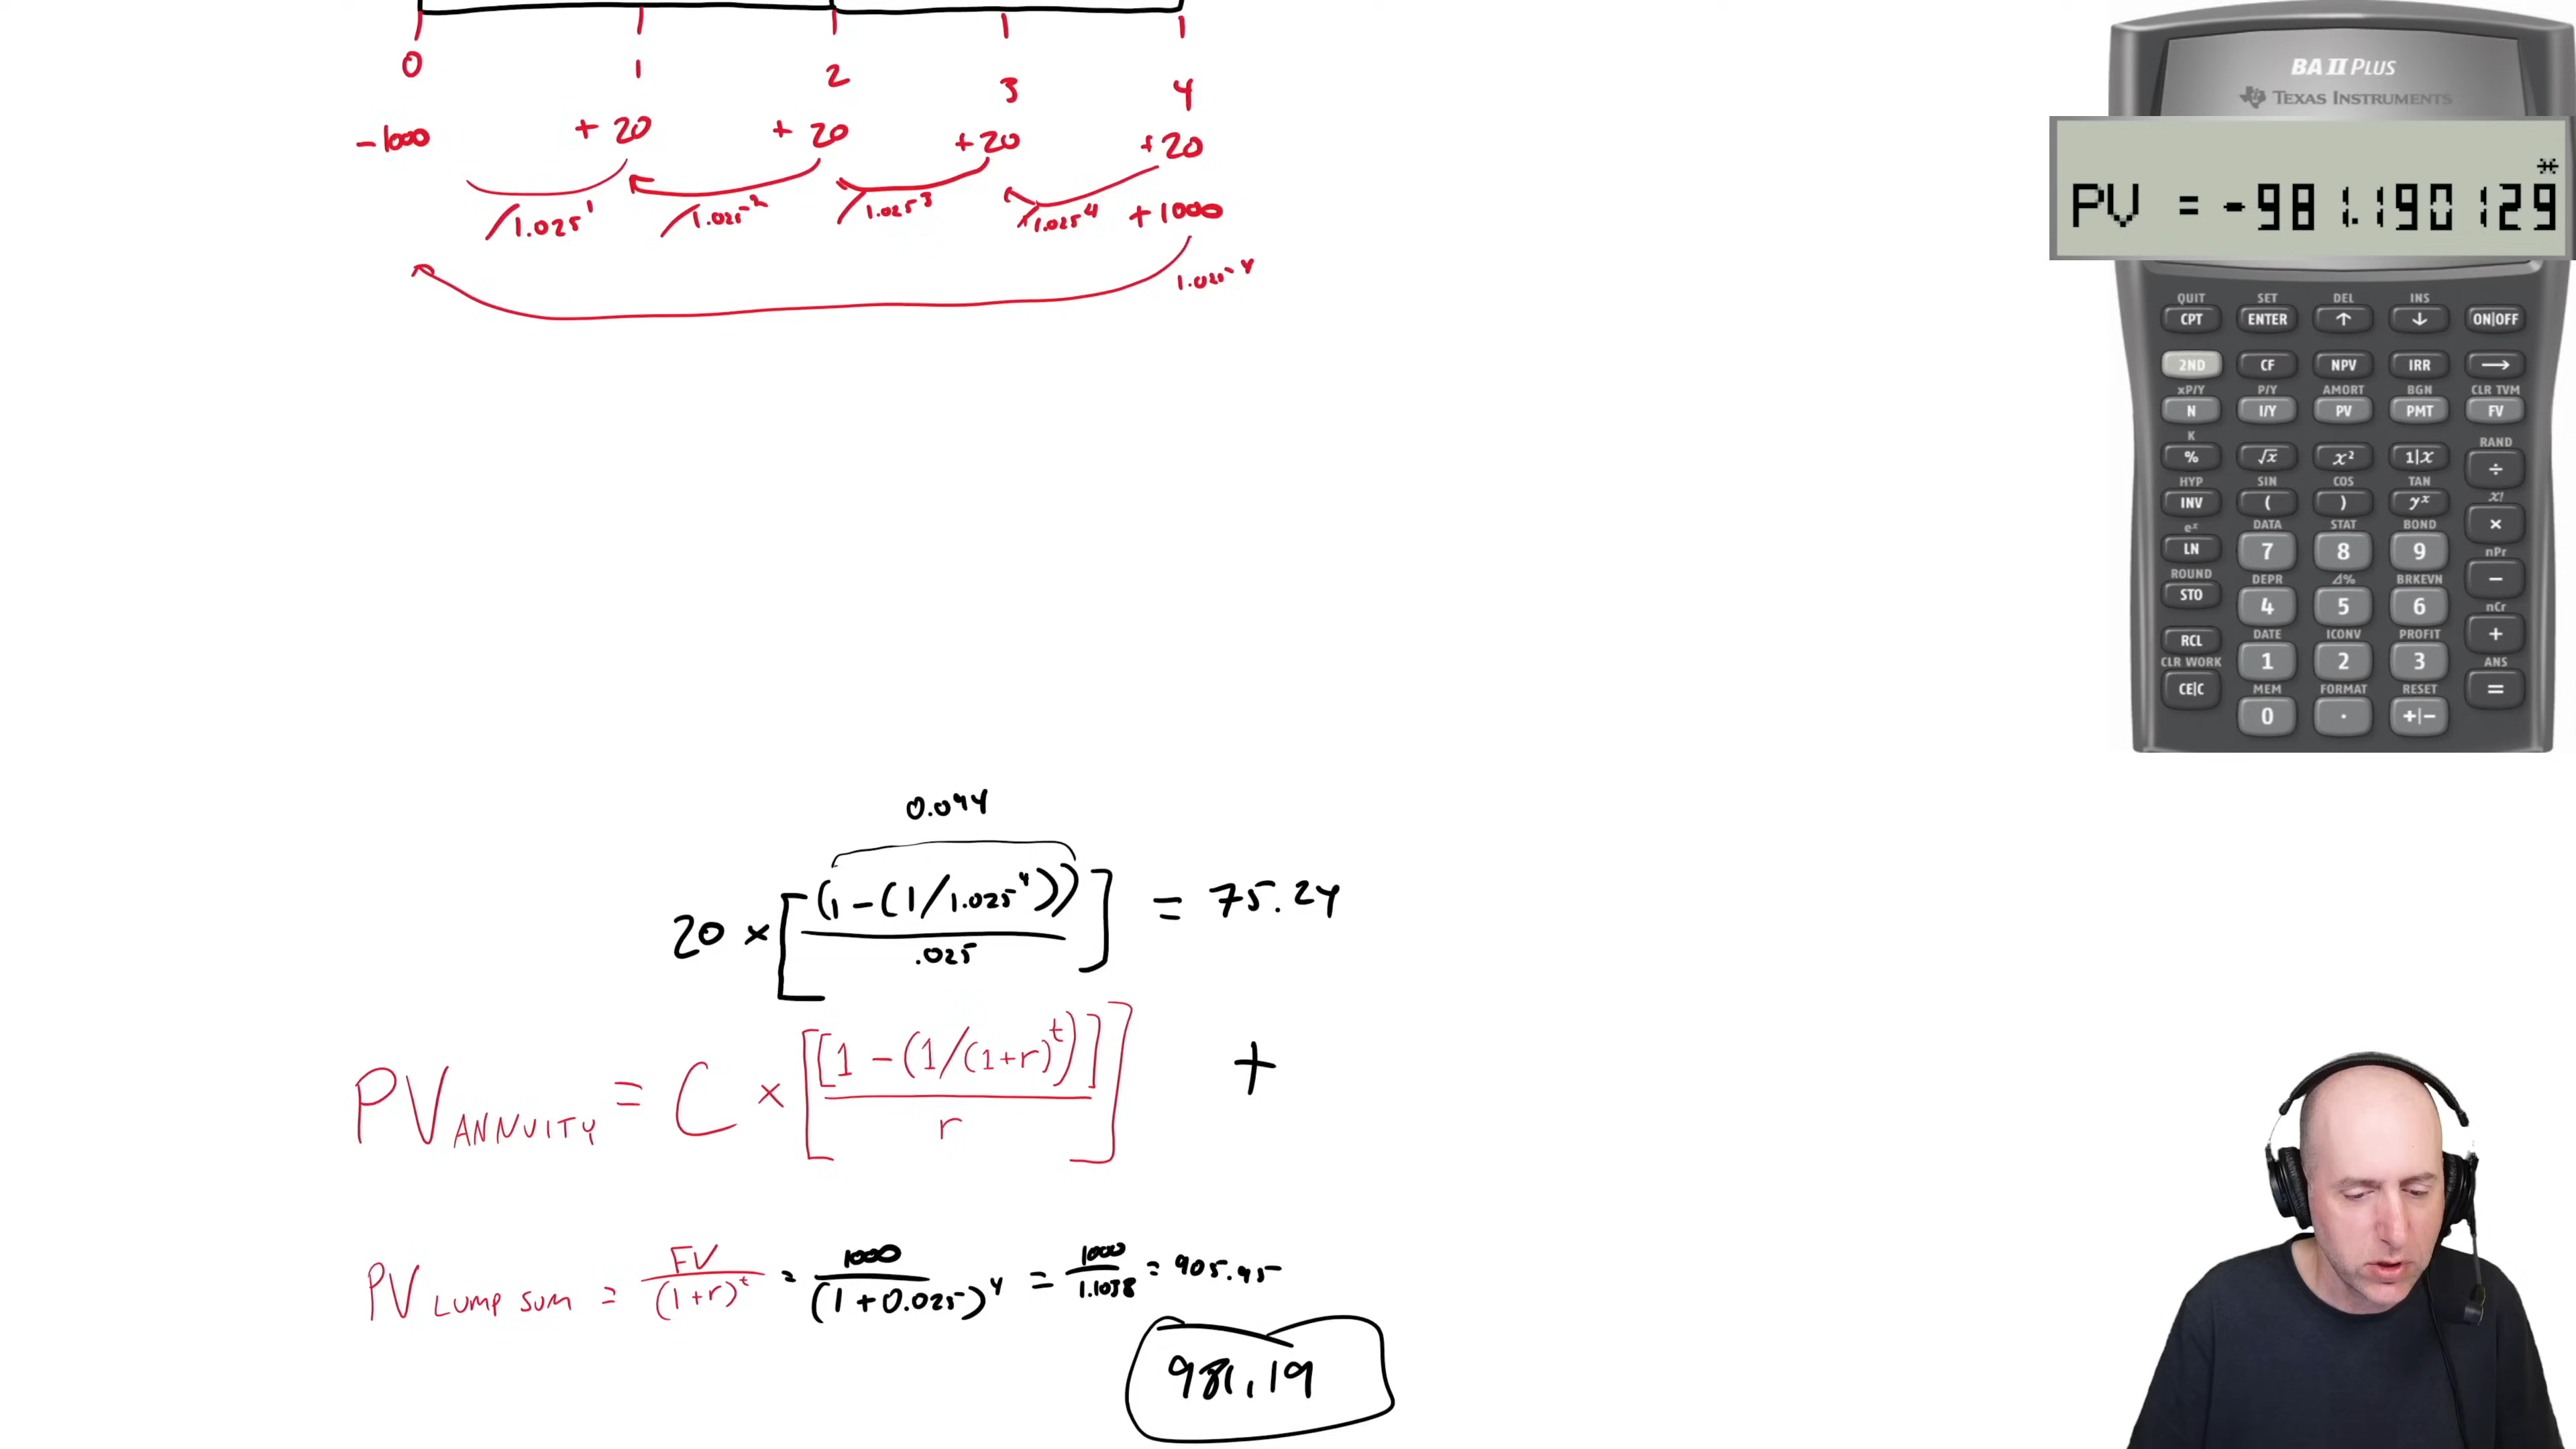 0 1 2 3 4
-1000 +20 +20 +20 +20
/1.025¹ /1.025⁻² /1.025³ /1.025⁴ +1000
1.025⁻⁴
BA II PLUS
TEXAS INSTRUMENTS
PV = -981.190129
*
QUIT SET DEL INS
CPT ENTER ↑ ↓ ON|OFF
2ND CF NPV IRR →
xP/Y P/Y AMORT BGN CLR TVM
N I/Y PV PMT FV
K RAND
% √x x² 1|x ÷
HYP SIN COS TAN x!
INV ( ) yˣ ×
eˣ DATA STAT BOND nPr
LN 7 8 9 −
ROUND DEPR Δ% BRKEVN nCr
STO 4 5 6 +
RCL DATE ICONV PROFIT ANS
CLR WORK 1 2 3 =
CE|C MEM FORMAT RESET
0 . +|−
0.094
20 × [(1-(1/1.025⁴)) / .025] = 75.24
PV ANNUITY = C × [[1-(1/(1+r)^t)] / r] +
PV LUMP SUM = FV/(1+r)^t = 1000/(1+0.025)⁴ = 1000/1.1038 = 905.95
981.19